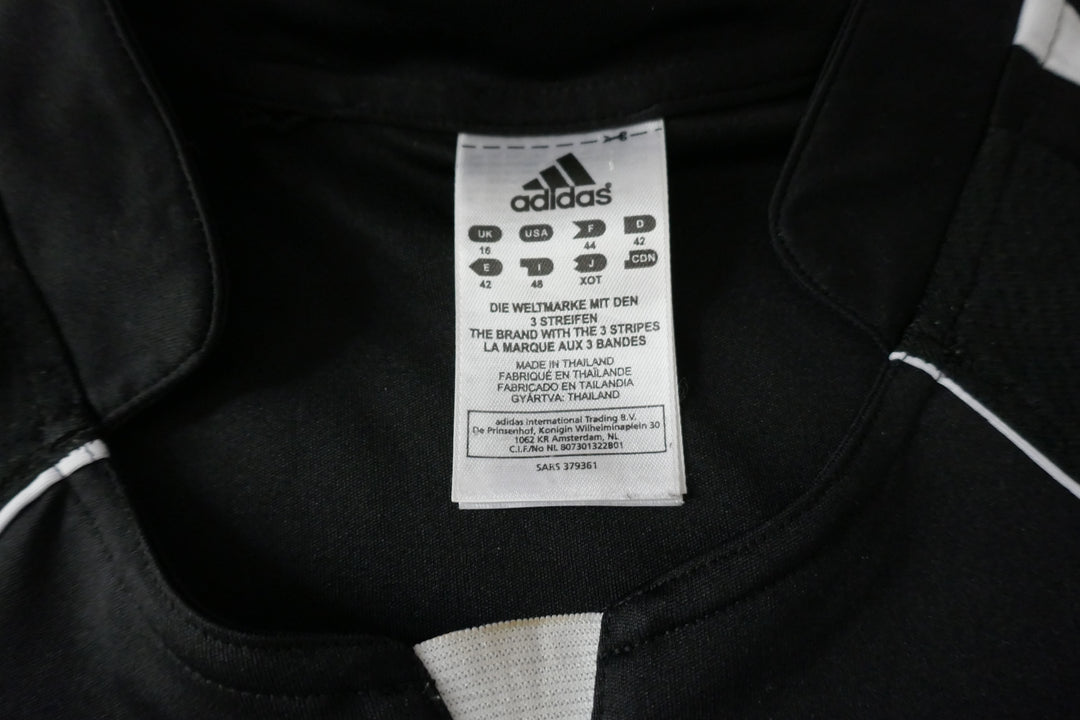 adidas
UK USA F D
16 44 42
E I J CDN
42 48 XOT
DIE WELTMARKE MIT DEN
3 STREIFEN
THE BRAND WITH THE 3 STRIPES
LA MARQUE AUX 3 BANDES
MADE IN THAILAND
FABRIQUÉ EN THAÏLANDE
FABRICADO EN TAILANDIA
GYÁRTVA: THAILAND
adidas International Trading B.V.
De Prinsenhof, Konigin Wilhelminaplein 30
1062 KR Amsterdam, NL
C.I.F./No NL 807301322B01
SARS 379361